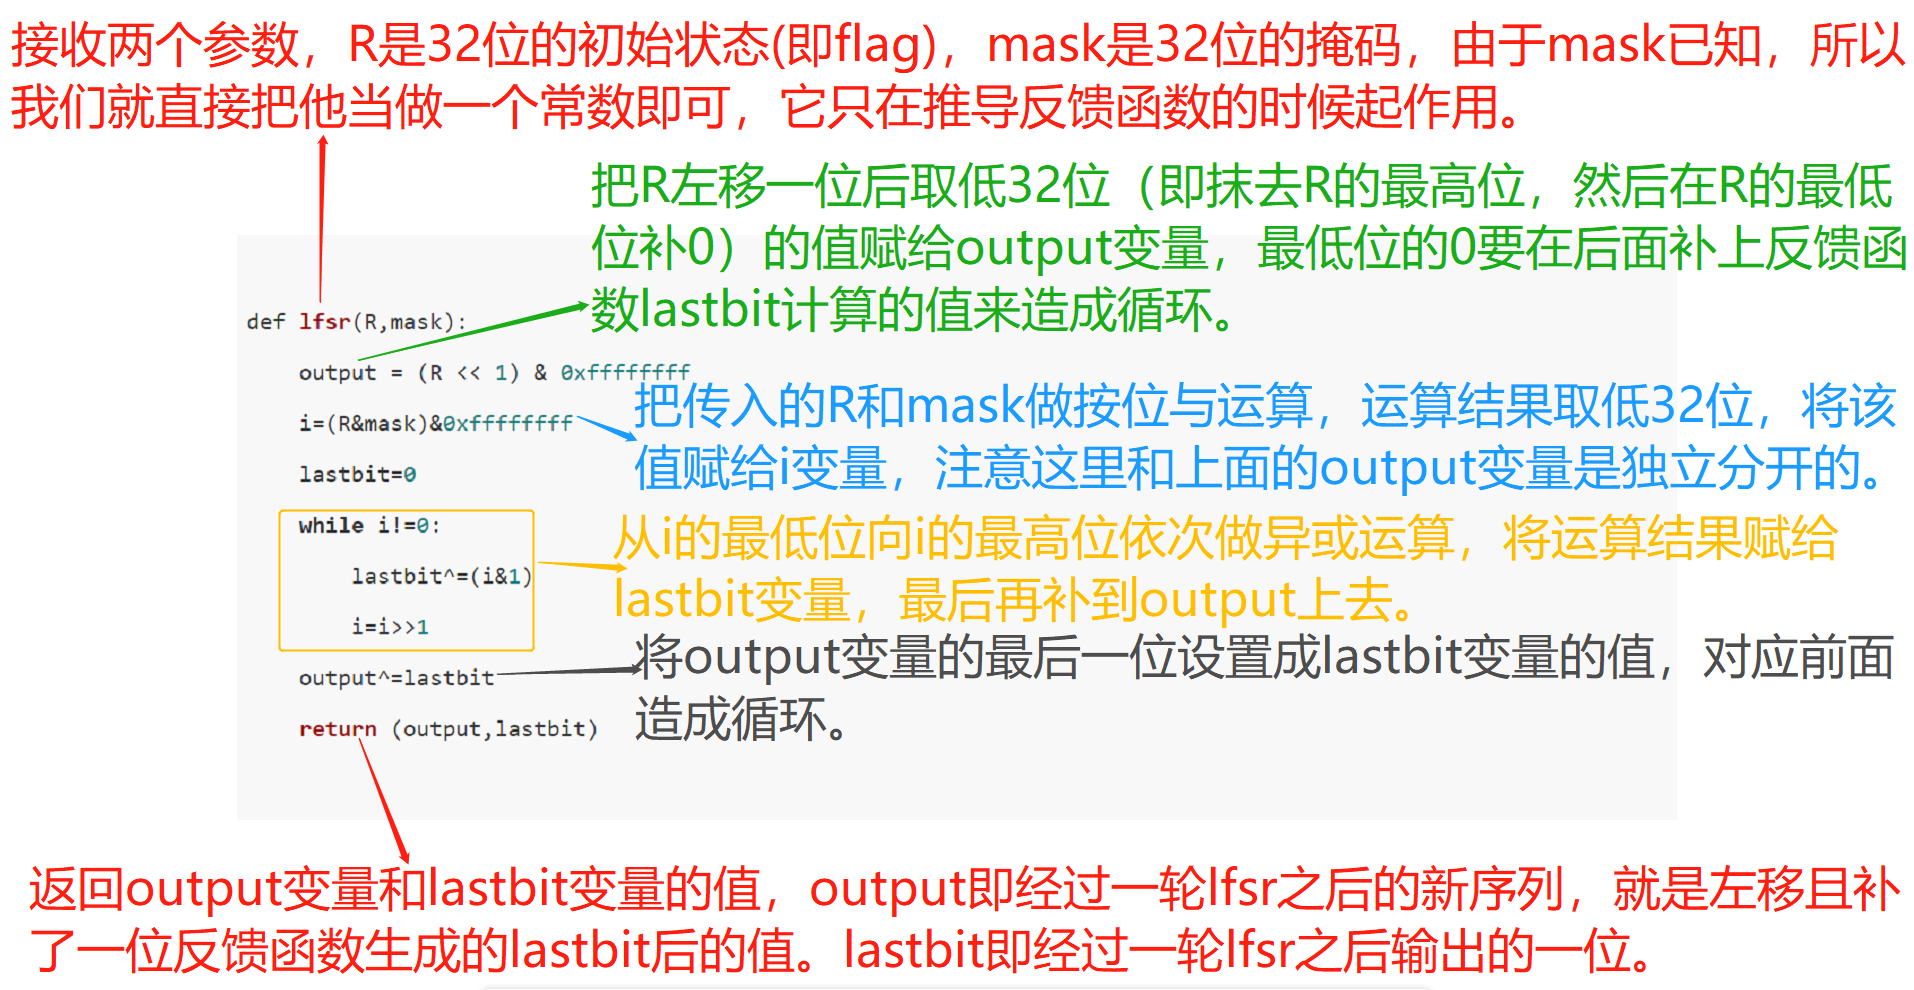 接收两个参数，R是32位的初始状态(即flag)，mask是32位的掩码，由于mask已知，所以
我们就直接把他当做一个常数即可，它只在推导反馈函数的时候起作用。
把R左移一位后取低32位（即抹去R的最高位，然后在R的最低
位补0）的值赋给output变量，最低位的0要在后面补上反馈函
数lastbit计算的值来造成循环。
def lfsr(R,mask):
output = (R << 1) & 0xffffffff
把传入的R和mask做按位与运算，运算结果取低32位，将该
i=(R&mask)&0xffffffff
值赋给i变量，注意这里和上面的output变量是独立分开的。
lastbit=0
while i!=0:
从i的最低位向i的最高位依次做异或运算，将运算结果赋给
lastbit^=(i&1)
lastbit变量，最后再补到output上去。
i=i>>1
将output变量的最后一位设置成lastbit变量的值，对应前面
output^=lastbit
造成循环。
return (output,lastbit)
返回output变量和lastbit变量的值，output即经过一轮lfsr之后的新序列，就是左移且补
了一位反馈函数生成的lastbit后的值。lastbit即经过一轮lfsr之后输出的一位。